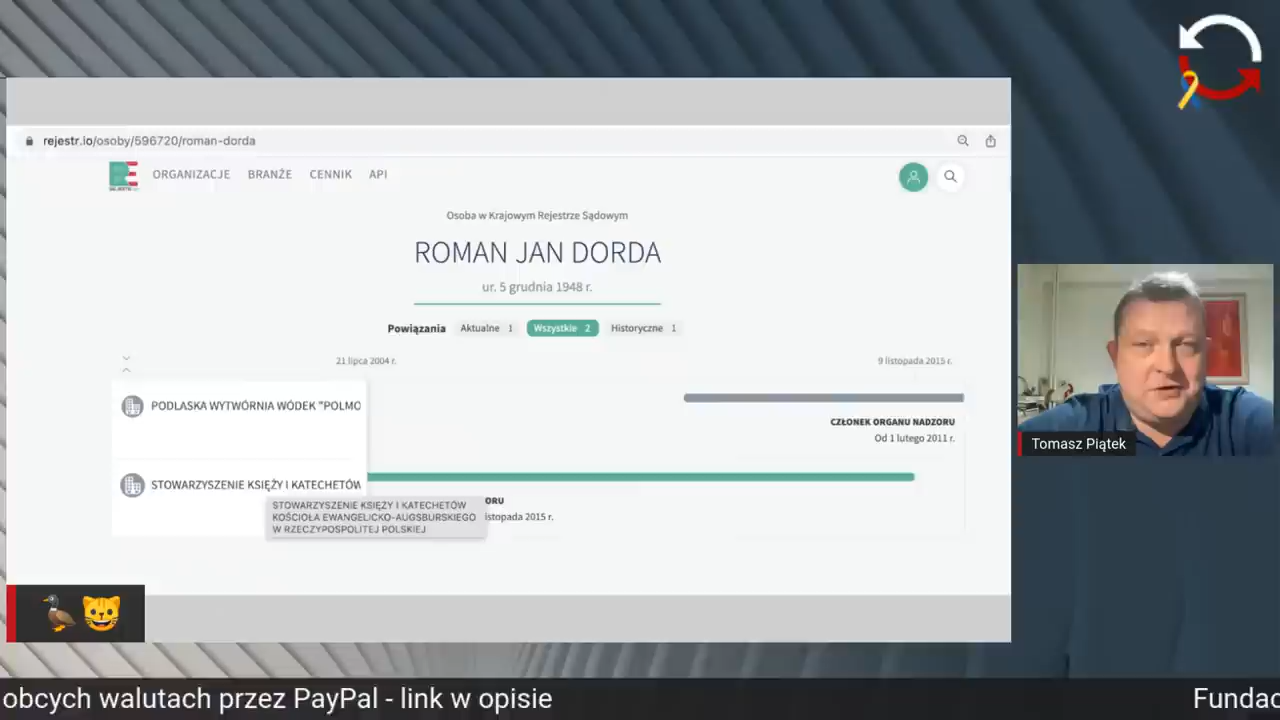 rejestr.io/osoby/596720/roman-dorda
ORGANIZACJE BRANŻE CENNIK API
Osoba w Krajowym Rejestrze Sądowym
ROMAN JAN DORDA
ur. 5 grudnia 1948 r.
Powiązania Aktualne 1 Wszystkie 2 Historyczne 1
21 lipca 2004 r. 9 listopada 2015 r.
PODLASKA WYTWÓRNIA WÓDEK "POLMO
CZŁONEK ORGANU NADZORU
Od 1 lutego 2011 r.
STOWARZYSZENIE KSIĘŻY I KATECHETÓW
ORU
istopada 2015 r.
STOWARZYSZENIE KSIĘŻY I KATECHETÓW
KOŚCIOŁA EWANGELICKO-AUGSBURSKIEGO
W RZECZYPOSPOLITEJ POLSKIEJ
Tomasz Piątek
obcych walutach przez PayPal - link w opisie Fundac